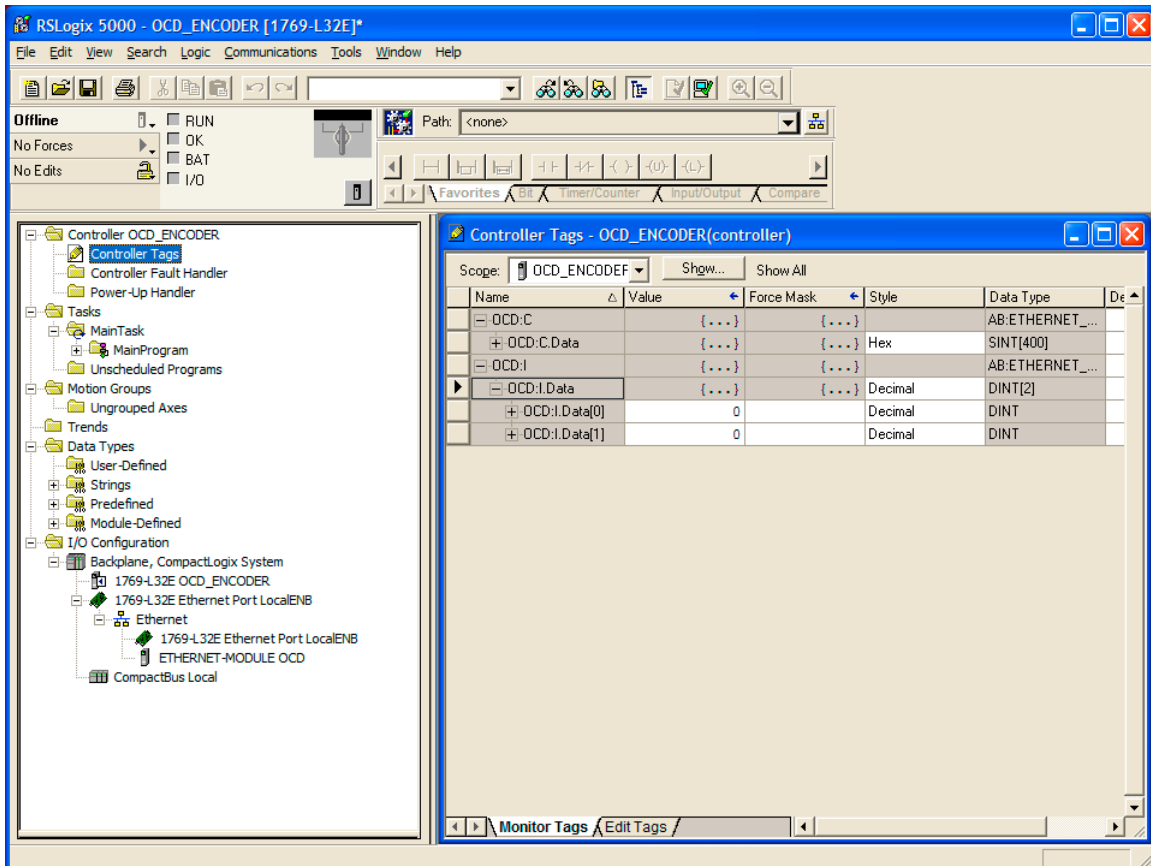 RSLogix 5000 - OCD_ENCODER [1769-L32E]*
File Edit View Search Logic Communications Tools Window Help
Offline RUN
No Forces OK
BAT
No Edits I/O
Path: <none>
Favorites Bit Timer/Counter Input/Output Compare
Controller OCD_ENCODER
Controller Tags
Controller Fault Handler
Power-Up Handler
Tasks
MainTask
MainProgram
Unscheduled Programs
Motion Groups
Ungrouped Axes
Trends
Data Types
User-Defined
Strings
Predefined
Module-Defined
I/O Configuration
Backplane, CompactLogix System
1769-L32E OCD_ENCODER
1769-L32E Ethernet Port LocalENB
Ethernet
1769-L32E Ethernet Port LocalENB
ETHERNET-MODULE OCD
CompactBus Local
Controller Tags - OCD_ENCODER(controller)
Scope: OCD_ENCODEF Show... Show All
Name Value Force Mask Style Data Type De
OCD:C {...} {...} AB:ETHERNET_...
OCD:C.Data {...} {...} Hex SINT[400]
OCD:I {...} {...} AB:ETHERNET_...
OCD:I.Data {...} {...} Decimal DINT[2]
OCD:I.Data[0] 0 Decimal DINT
OCD:I.Data[1] 0 Decimal DINT
Monitor Tags Edit Tags